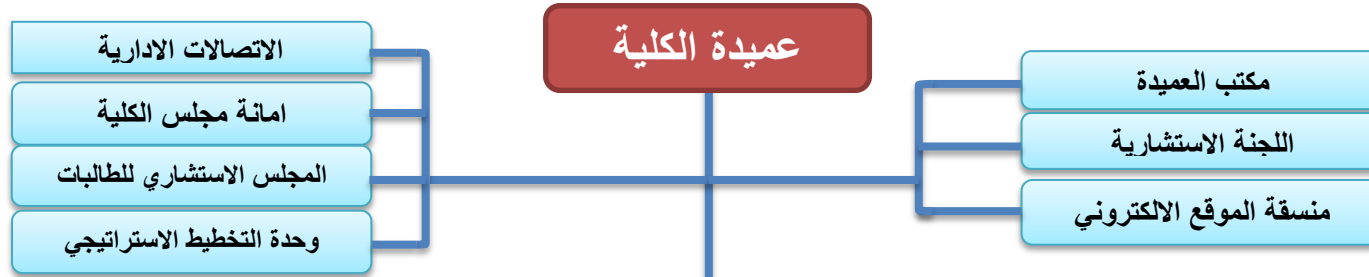 عميدة الكلية
مكتب العميدة
اللجنة الاستشارية
منسقة الموقع الالكتروني
الاتصالات الادارية
امانة مجلس الكلية
المجلس الاستشاري للطالبات
وحدة التخطيط الاستراتيجي